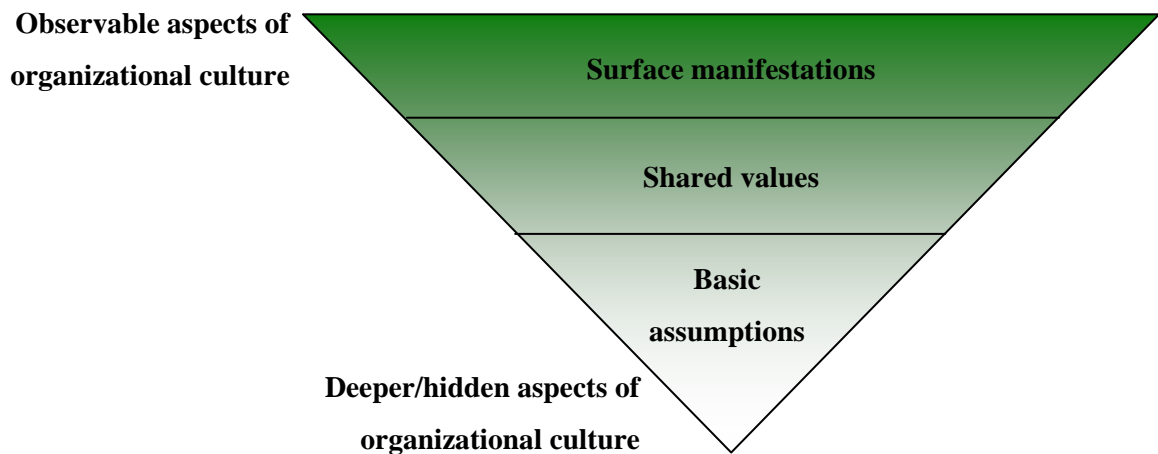 Observable aspects of
organizational culture
Surface manifestations
Shared values
Basic
assumptions
Deeper/hidden aspects of
organizational culture